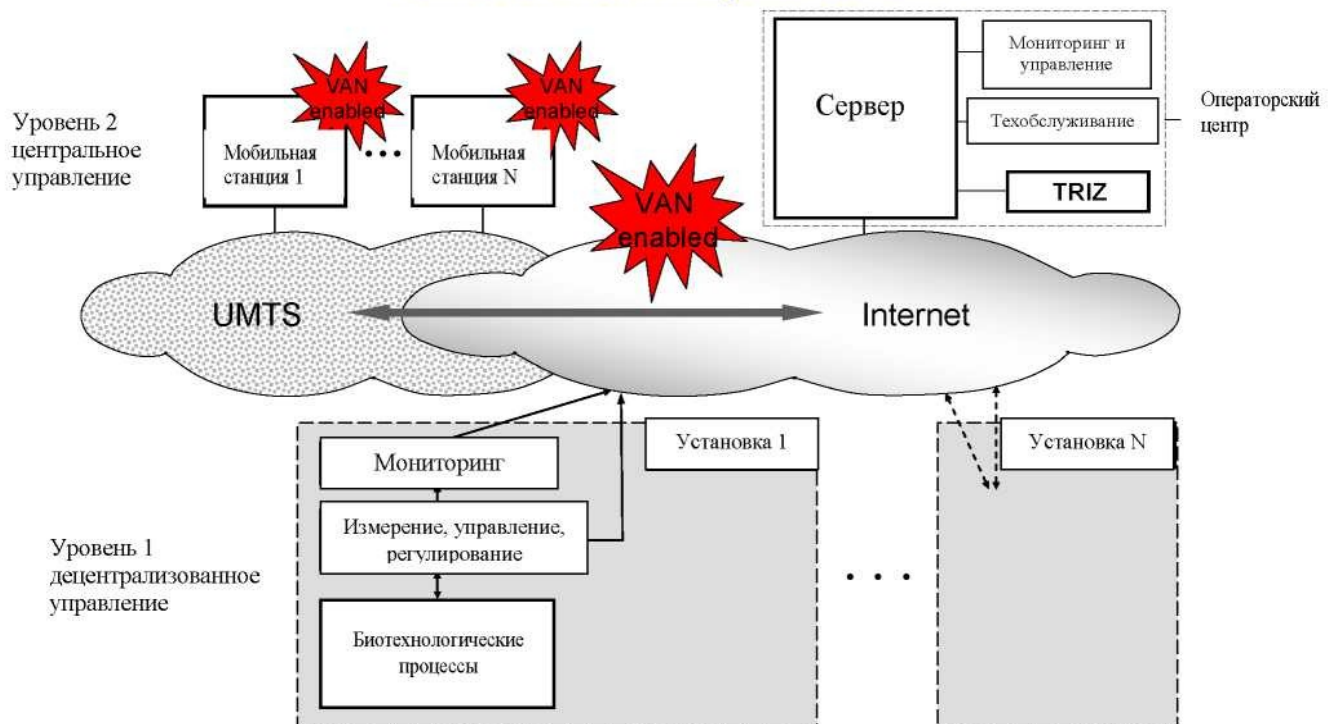 VAN
enabled
VAN
enabled
Уровень 2
центральное
управление
Мобильная
станция 1
• • •
Мобильная
станция N
Сервер
Мониторинг и
управление
Техобслуживание
TRIZ
Операторский
центр
VAN
enabled
UMTS
Internet
Установка 1
Установка N
Мониторинг
Измерение, управление,
регулирование
Уровень 1
децентрализованное
управление
• • •
Биотехнологические
процессы